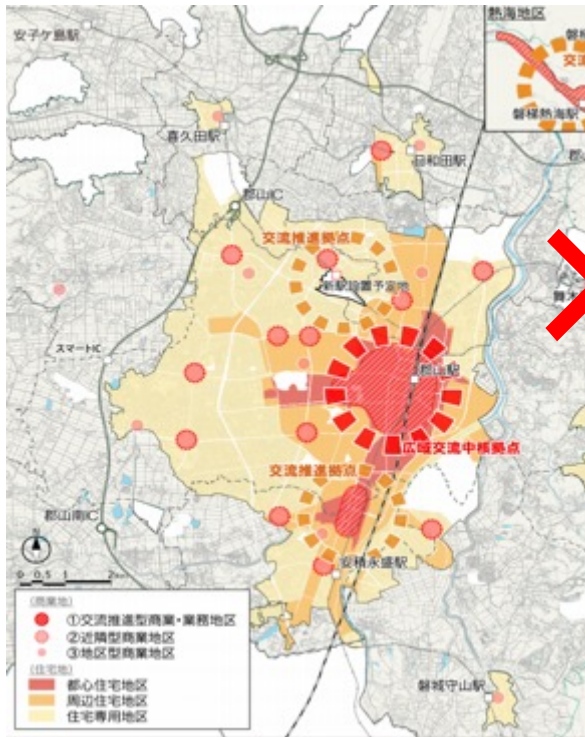 熱海地区
安子ケ島駅
磐梯熱海駅
喜久田駅
日和田駅
郡山IC
交流推進拠点
新駅設置予定地
スマートIC
郡山駅
広域交流中核拠点
交流推進拠点
郡山南IC
安積永盛駅
N
0 0.5 1 2km
(商業地)
①交流推進型商業・業務地区
②近隣型商業地区
③地区型商業地区
(住宅地)
都心住宅地区
周辺住宅地区
住宅専用地区
磐城守山駅